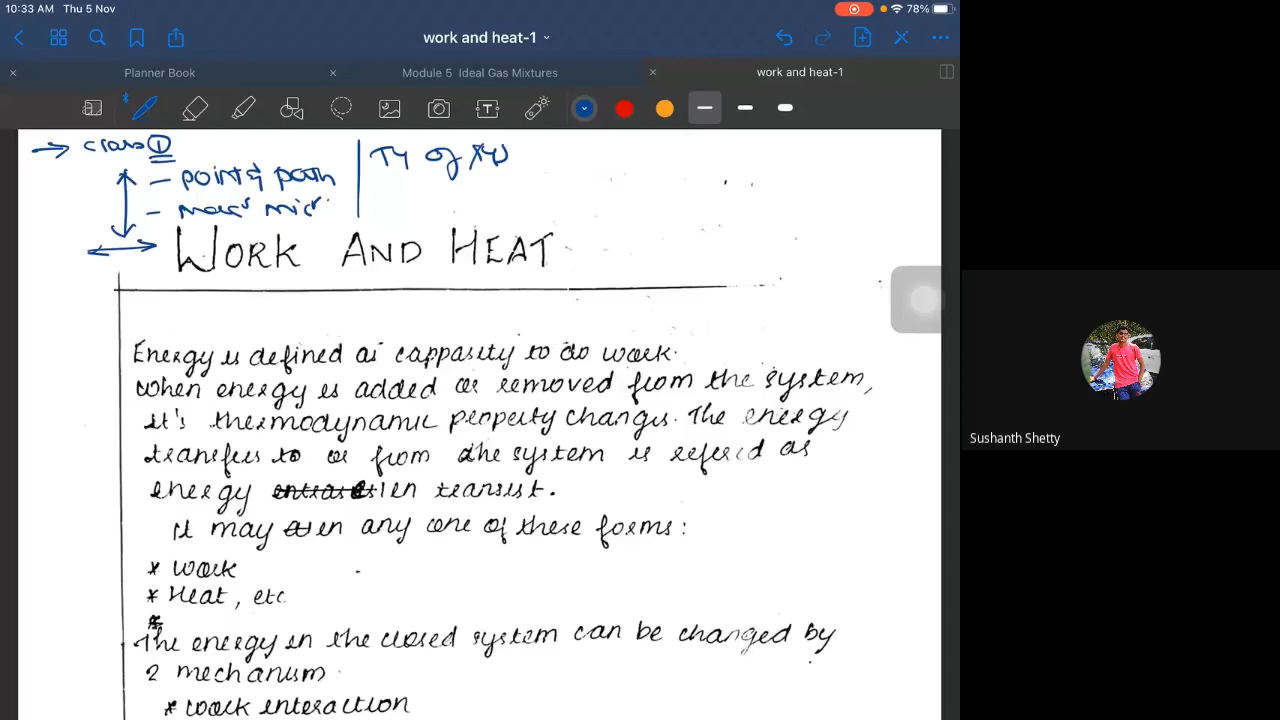 10:33 AM Thu 5 Nov
78%
work and heat-1
Planner Book
Module 5 Ideal Gas Mixtures
work and heat-1
T
→ class ①
- point & path
- macro micr
of
WORK AND HEAT
Energy is defined as cappasity to do work.
When energy is added or removed from the system,
it's thermodynamic property changes. The energy
transfers to or from the system is refered as
energy in transist.
It may in any one of these forms:
* Work
* Heat, etc
*
The energy in the closed system can be changed by
2 mechanism
* work interaction
Sushanth Shetty